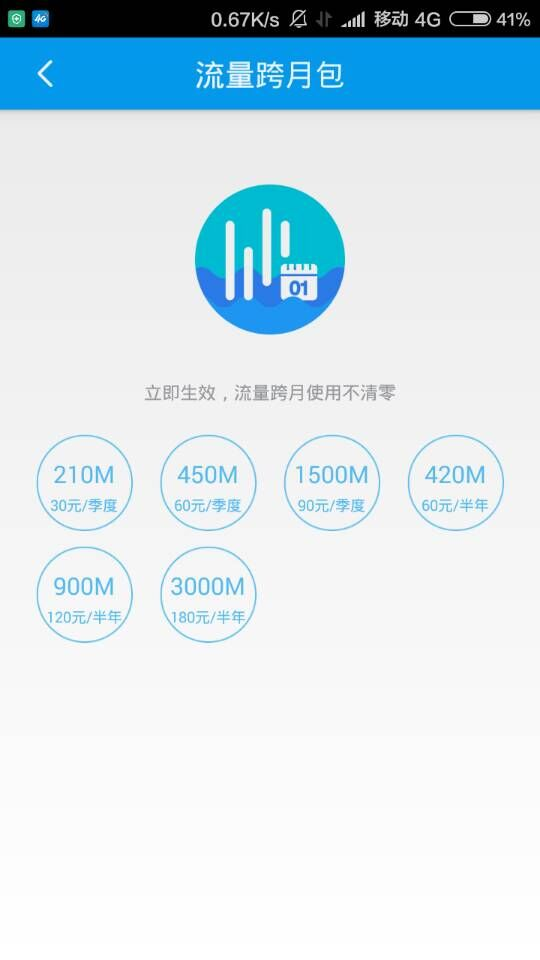 0.67K/s 移动 4G 41%
流量跨月包
01
立即生效，流量跨月使用不清零
210M 450M 1500M 420M
30元/季度 60元/季度 90元/季度 60元/半年
900M 3000M
120元/半年 180元/半年